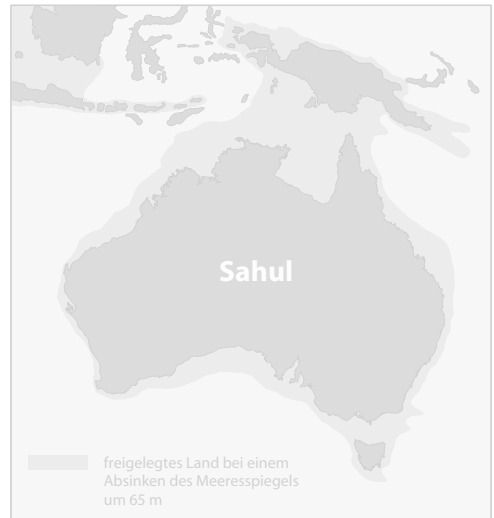 Sahul
freigelegtes Land bei einem
Absinken des Meeresspiegels
um 65 m